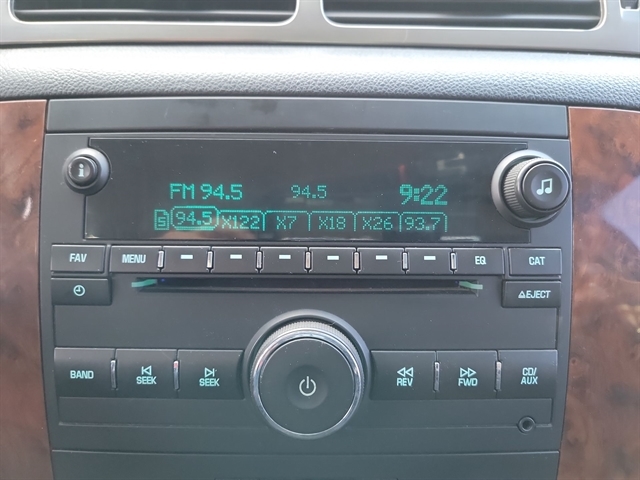 FM 94.5 94.5 9:22
5 94.5 X122 X7 X18 X26 93.7
FAV MENU EQ CAT
EJECT
BAND SEEK SEEK REV FWD CD/
AUX